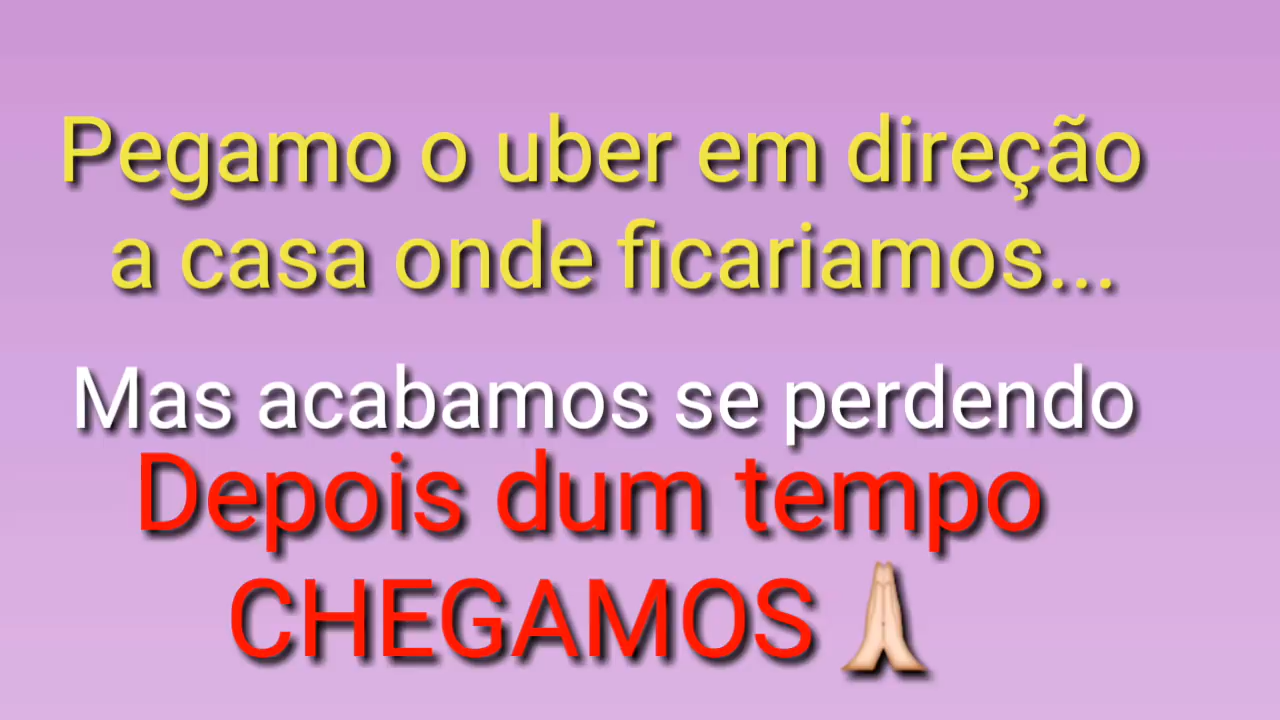 Pegamo o uber em direção
a casa onde ficariamos...
Mas acabamos se perdendo
Depois dum tempo
CHEGAMOS🙏🏻